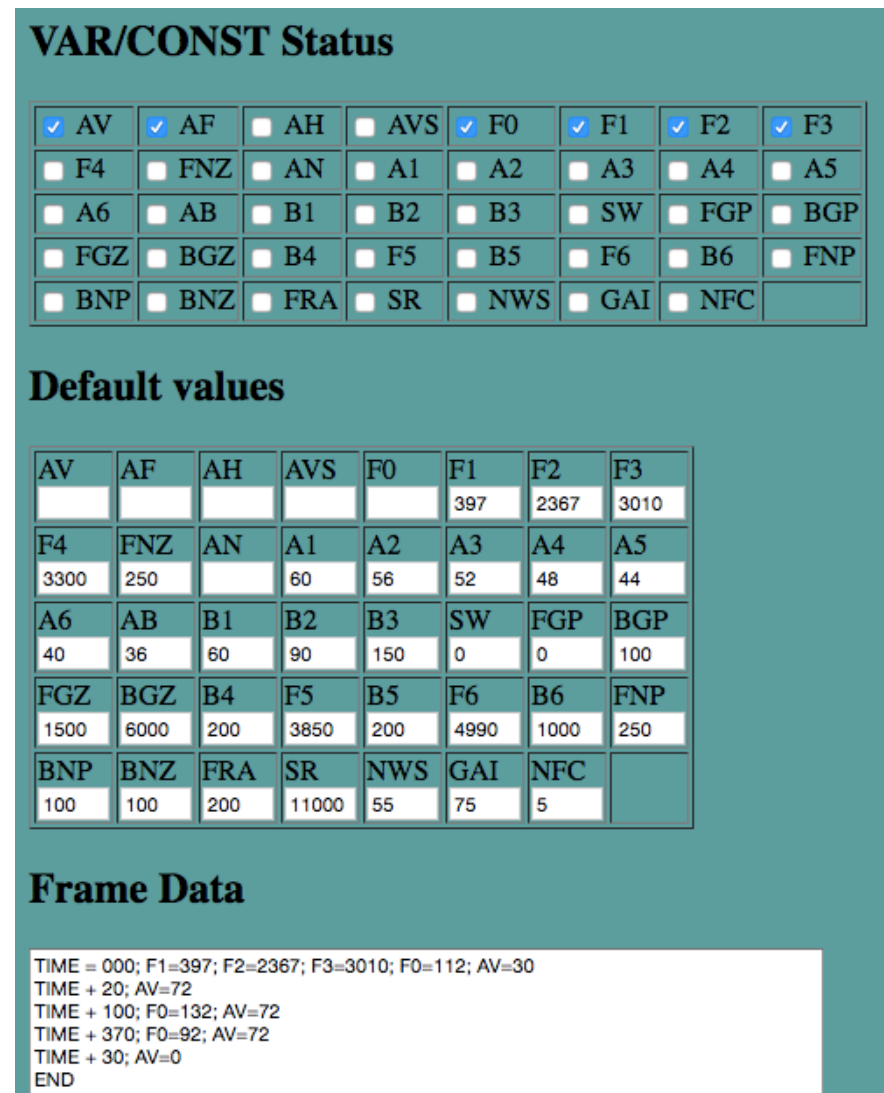 VAR/CONST Status
AV AF AH AVS F0 F1 F2 F3
F4 FNZ AN A1 A2 A3 A4 A5
A6 AB B1 B2 B3 SW FGP BGP
FGZ BGZ B4 F5 B5 F6 B6 FNP
BNP BNZ FRA SR NWS GAI NFC
Default values
AV AF AH AVS F0 F1 F2 F3
397 2367 3010
F4 FNZ AN A1 A2 A3 A4 A5
3300 250 60 56 52 48 44
A6 AB B1 B2 B3 SW FGP BGP
40 36 60 90 150 0 0 100
FGZ BGZ B4 F5 B5 F6 B6 FNP
1500 6000 200 3850 200 4990 1000 250
BNP BNZ FRA SR NWS GAI NFC
100 100 200 11000 55 75 5
Frame Data
TIME = 000; F1=397; F2=2367; F3=3010; F0=112; AV=30
TIME + 20; AV=72
TIME + 100; F0=132; AV=72
TIME + 370; F0=92; AV=72
TIME + 30; AV=0
END